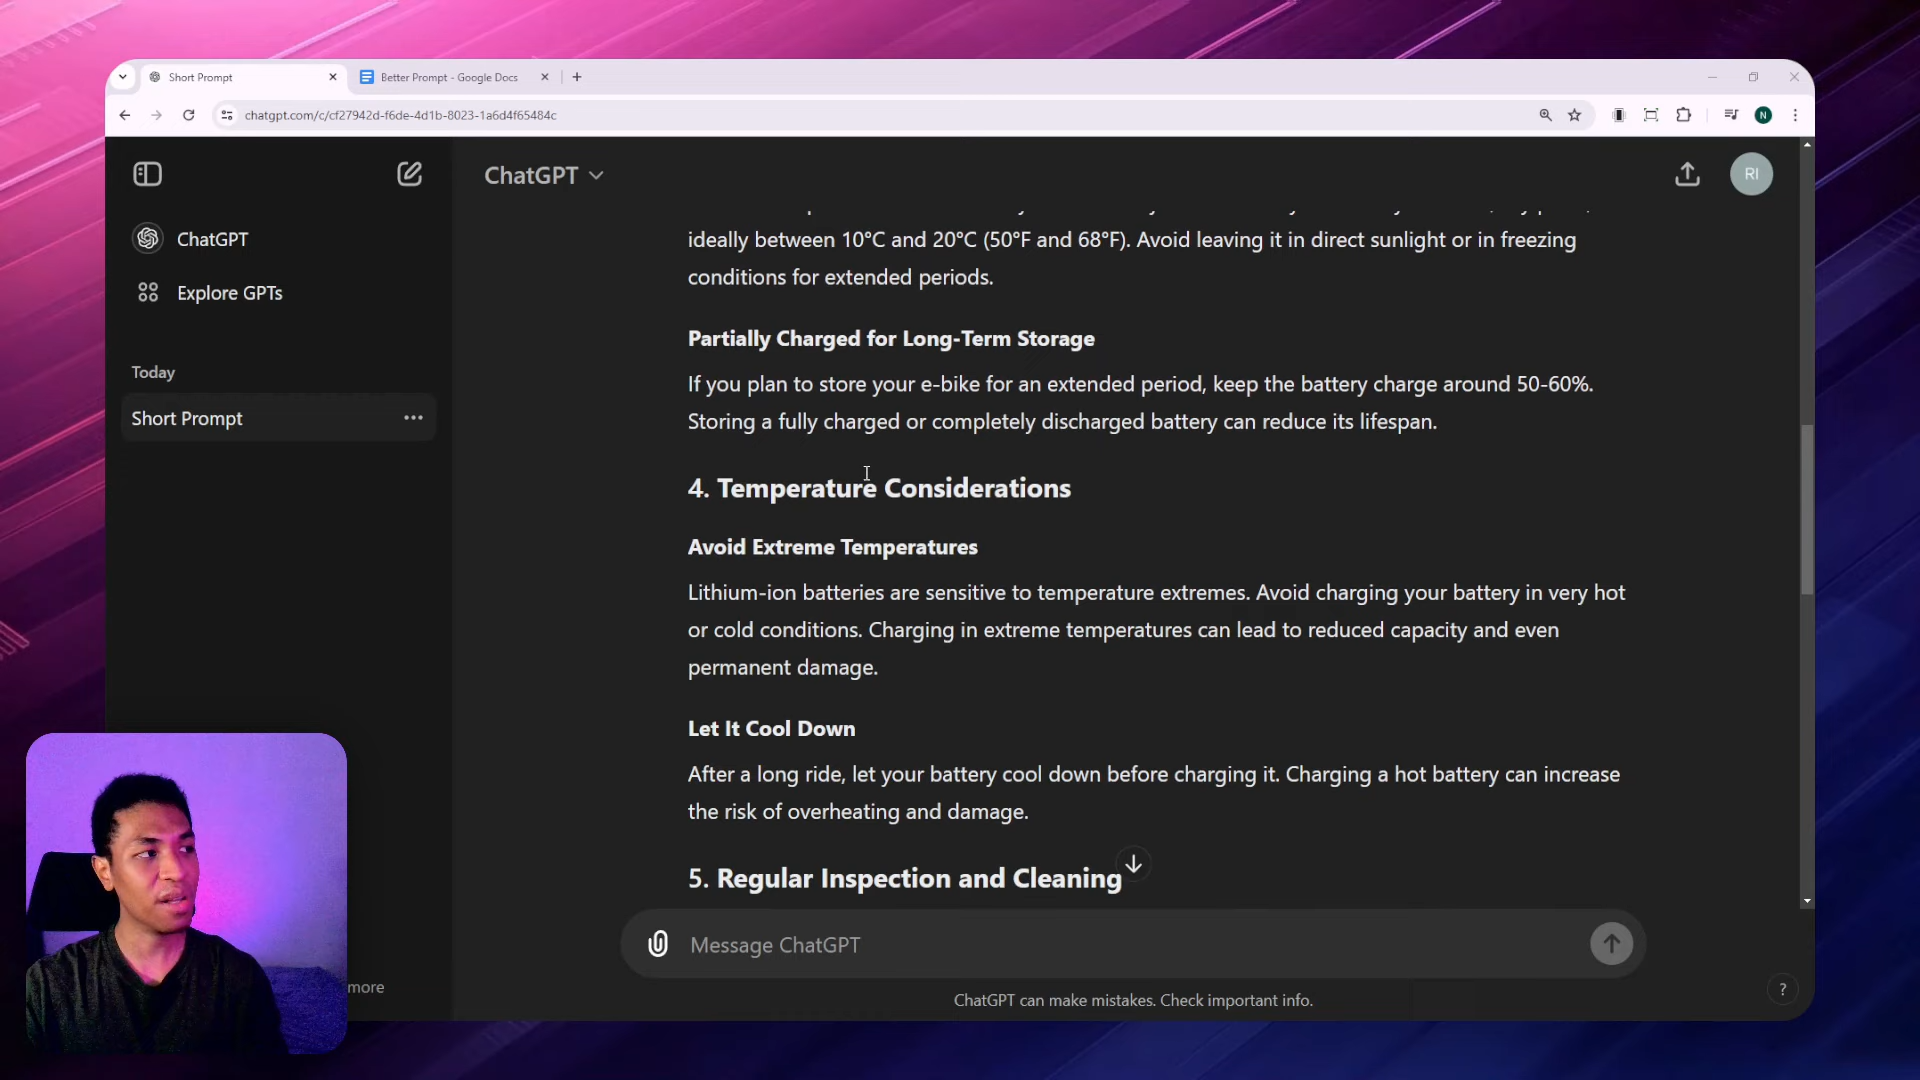 Short Prompt
Better Prompt - Google Docs
chatgpt.com/c/cf27942d-f6de-4d1b-8023-1a6d4f65484c
N
ChatGPT
RI
ChatGPT
Explore GPTs
Today
Short Prompt
ideally between 10°C and 20°C (50°F and 68°F). Avoid leaving it in direct sunlight or in freezing
conditions for extended periods.
Partially Charged for Long-Term Storage
If you plan to store your e-bike for an extended period, keep the battery charge around 50-60%.
Storing a fully charged or completely discharged battery can reduce its lifespan.
4. Temperature Considerations
Avoid Extreme Temperatures
Lithium-ion batteries are sensitive to temperature extremes. Avoid charging your battery in very hot
or cold conditions. Charging in extreme temperatures can lead to reduced capacity and even
permanent damage.
Let It Cool Down
After a long ride, let your battery cool down before charging it. Charging a hot battery can increase
the risk of overheating and damage.
5. Regular Inspection and Cleaning
Message ChatGPT
more
ChatGPT can make mistakes. Check important info.
?